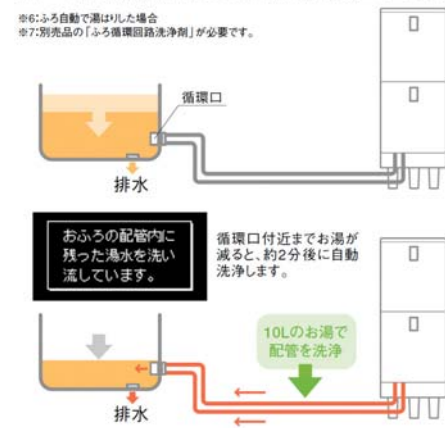 ※6:ふろ自動で湯はりした場合
※7:別売品の「ふろ循環回路洗浄剤」が必要です。
循環口
排水
おふろの配管内に
残った湯水を洗い
流しています。
循環口付近までお湯が
減ると、約2分後に自動
洗浄します。
10Lのお湯で
配管を洗浄
排水